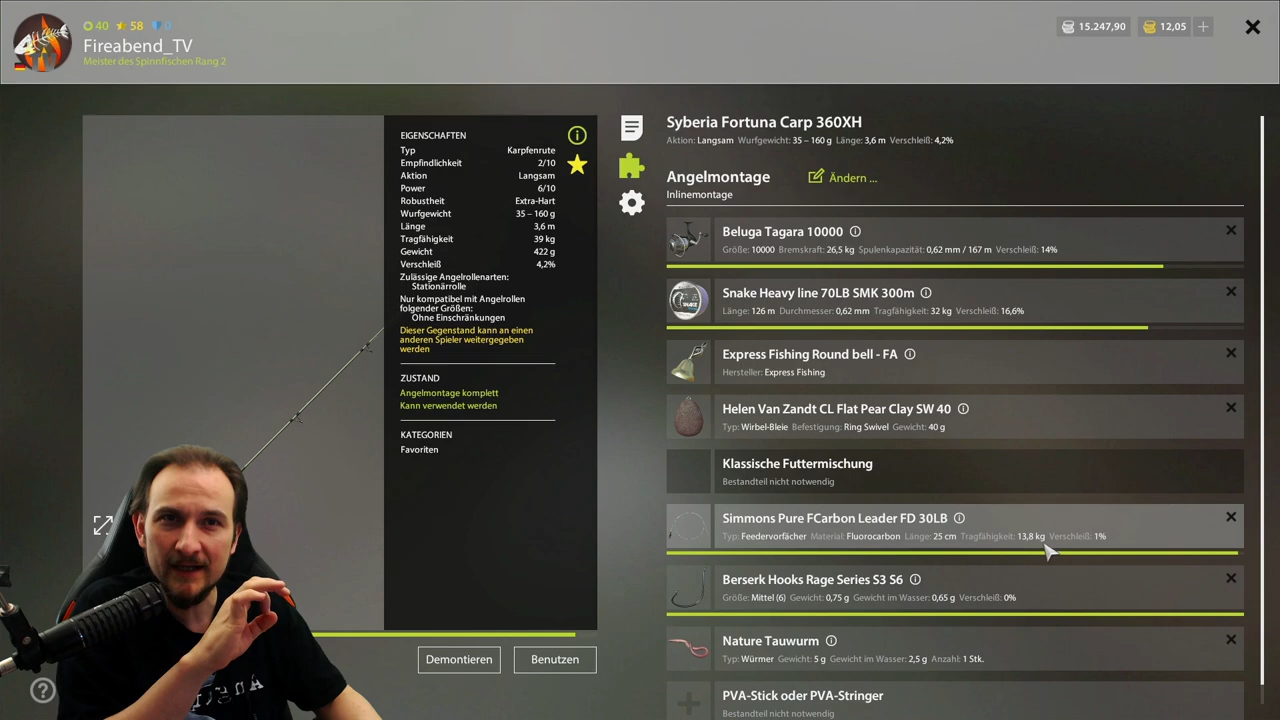 40 58 0
Fireabend_TV
Meister des Spinnfischen Rang 2
15.247,90 12,05 +
EIGENSCHAFTEN
Typ Karpfenrute
Empfindlichkeit 2/10
Aktion Langsam
Power 6/10
Robustheit Extra-Hart
Wurfgewicht 35 – 160 g
Länge 3,6 m
Tragfähigkeit 39 kg
Gewicht 422 g
Verschleiß 4,2%
Zulässige Angelrollenarten:
Stationärrolle
Nur kompatibel mit Angelrollen
folgender Größen:
Ohne Einschränkungen
Dieser Gegenstand kann an einen
anderen Spieler weitergegeben
werden
ZUSTAND
Angelmontage komplett
Kann verwendet werden
KATEGORIEN
Favoriten
Demontieren Benutzen
Syberia Fortuna Carp 360XH
Aktion: Langsam Wurfgewicht: 35 – 160 g Länge: 3,6 m Verschleiß: 4,2%
Angelmontage Ändern ...
Inlinemontage
Beluga Tagara 10000
Größe: 10000 Bremskraft: 26,5 kg Spulenkapazität: 0,62 mm / 167 m Verschleiß: 14%
Snake Heavy line 70LB SMK 300m
Länge: 126 m Durchmesser: 0,62 mm Tragfähigkeit: 32 kg Verschleiß: 16,6%
Express Fishing Round bell - FA
Hersteller: Express Fishing
Helen Van Zandt CL Flat Pear Clay SW 40
Typ: Wirbel-Bleie Befestigung: Ring Swivel Gewicht: 40 g
Klassische Futtermischung
Bestandteil nicht notwendig
Simmons Pure FCarbon Leader FD 30LB
Typ: Feedervorfächer Material: Fluorocarbon Länge: 25 cm Tragfähigkeit: 13,8 kg Verschleiß: 1%
Berserk Hooks Rage Series S3 S6
Größe: Mittel (6) Gewicht: 0,75 g Gewicht im Wasser: 0,65 g Verschleiß: 0%
Nature Tauwurm
Typ: Würmer Gewicht: 5 g Gewicht im Wasser: 2,5 g Anzahl: 1 Stk.
PVA-Stick oder PVA-Stringer
Bestandteil nicht notwendig